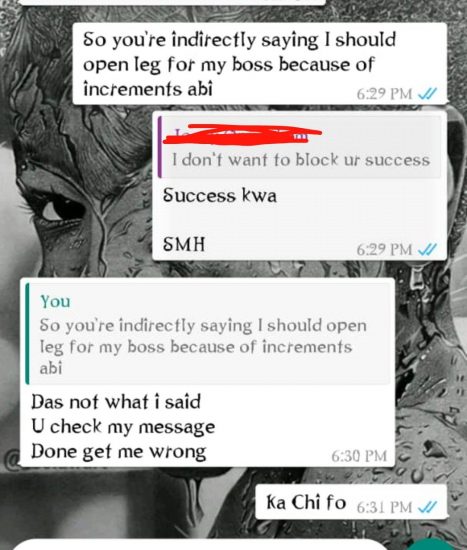 So you're indirectly saying I should
open leg for my boss because of
increments abi
6:29 PM
I don't want to block ur success
Success kwa
SMH
6:29 PM
You
So you're indirectly saying I should open
leg for my boss because of increments
abi
Das not what i said
U check my message
Done get me wrong
6:30 PM
Ka Chi fo 6:31 PM